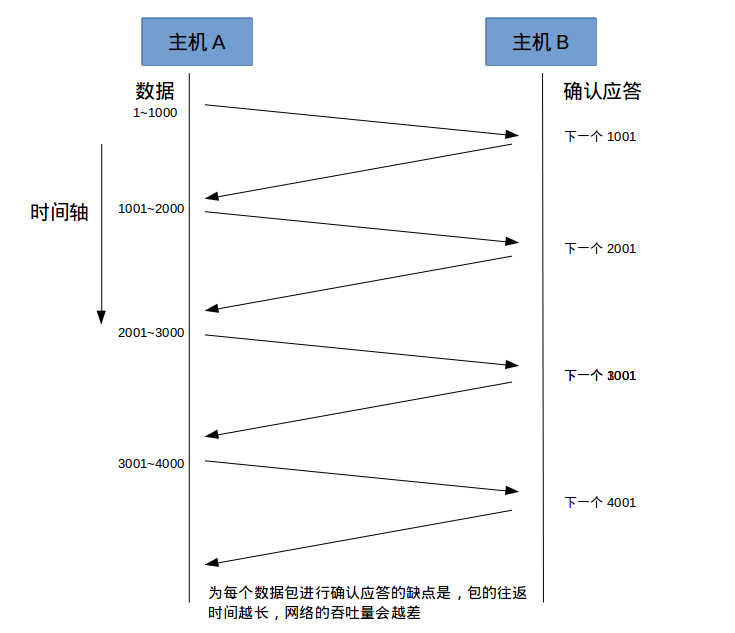 主机 A
主机 B
数据
确认应答
1~1000
下一个 1001
时间轴
1001~2000
下一个 2001
2001~3000
下一个
3001~4000
下一个 4001
为每个数据包进行确认应答的缺点是，包的往返
时间越长，网络的吞吐量会越差